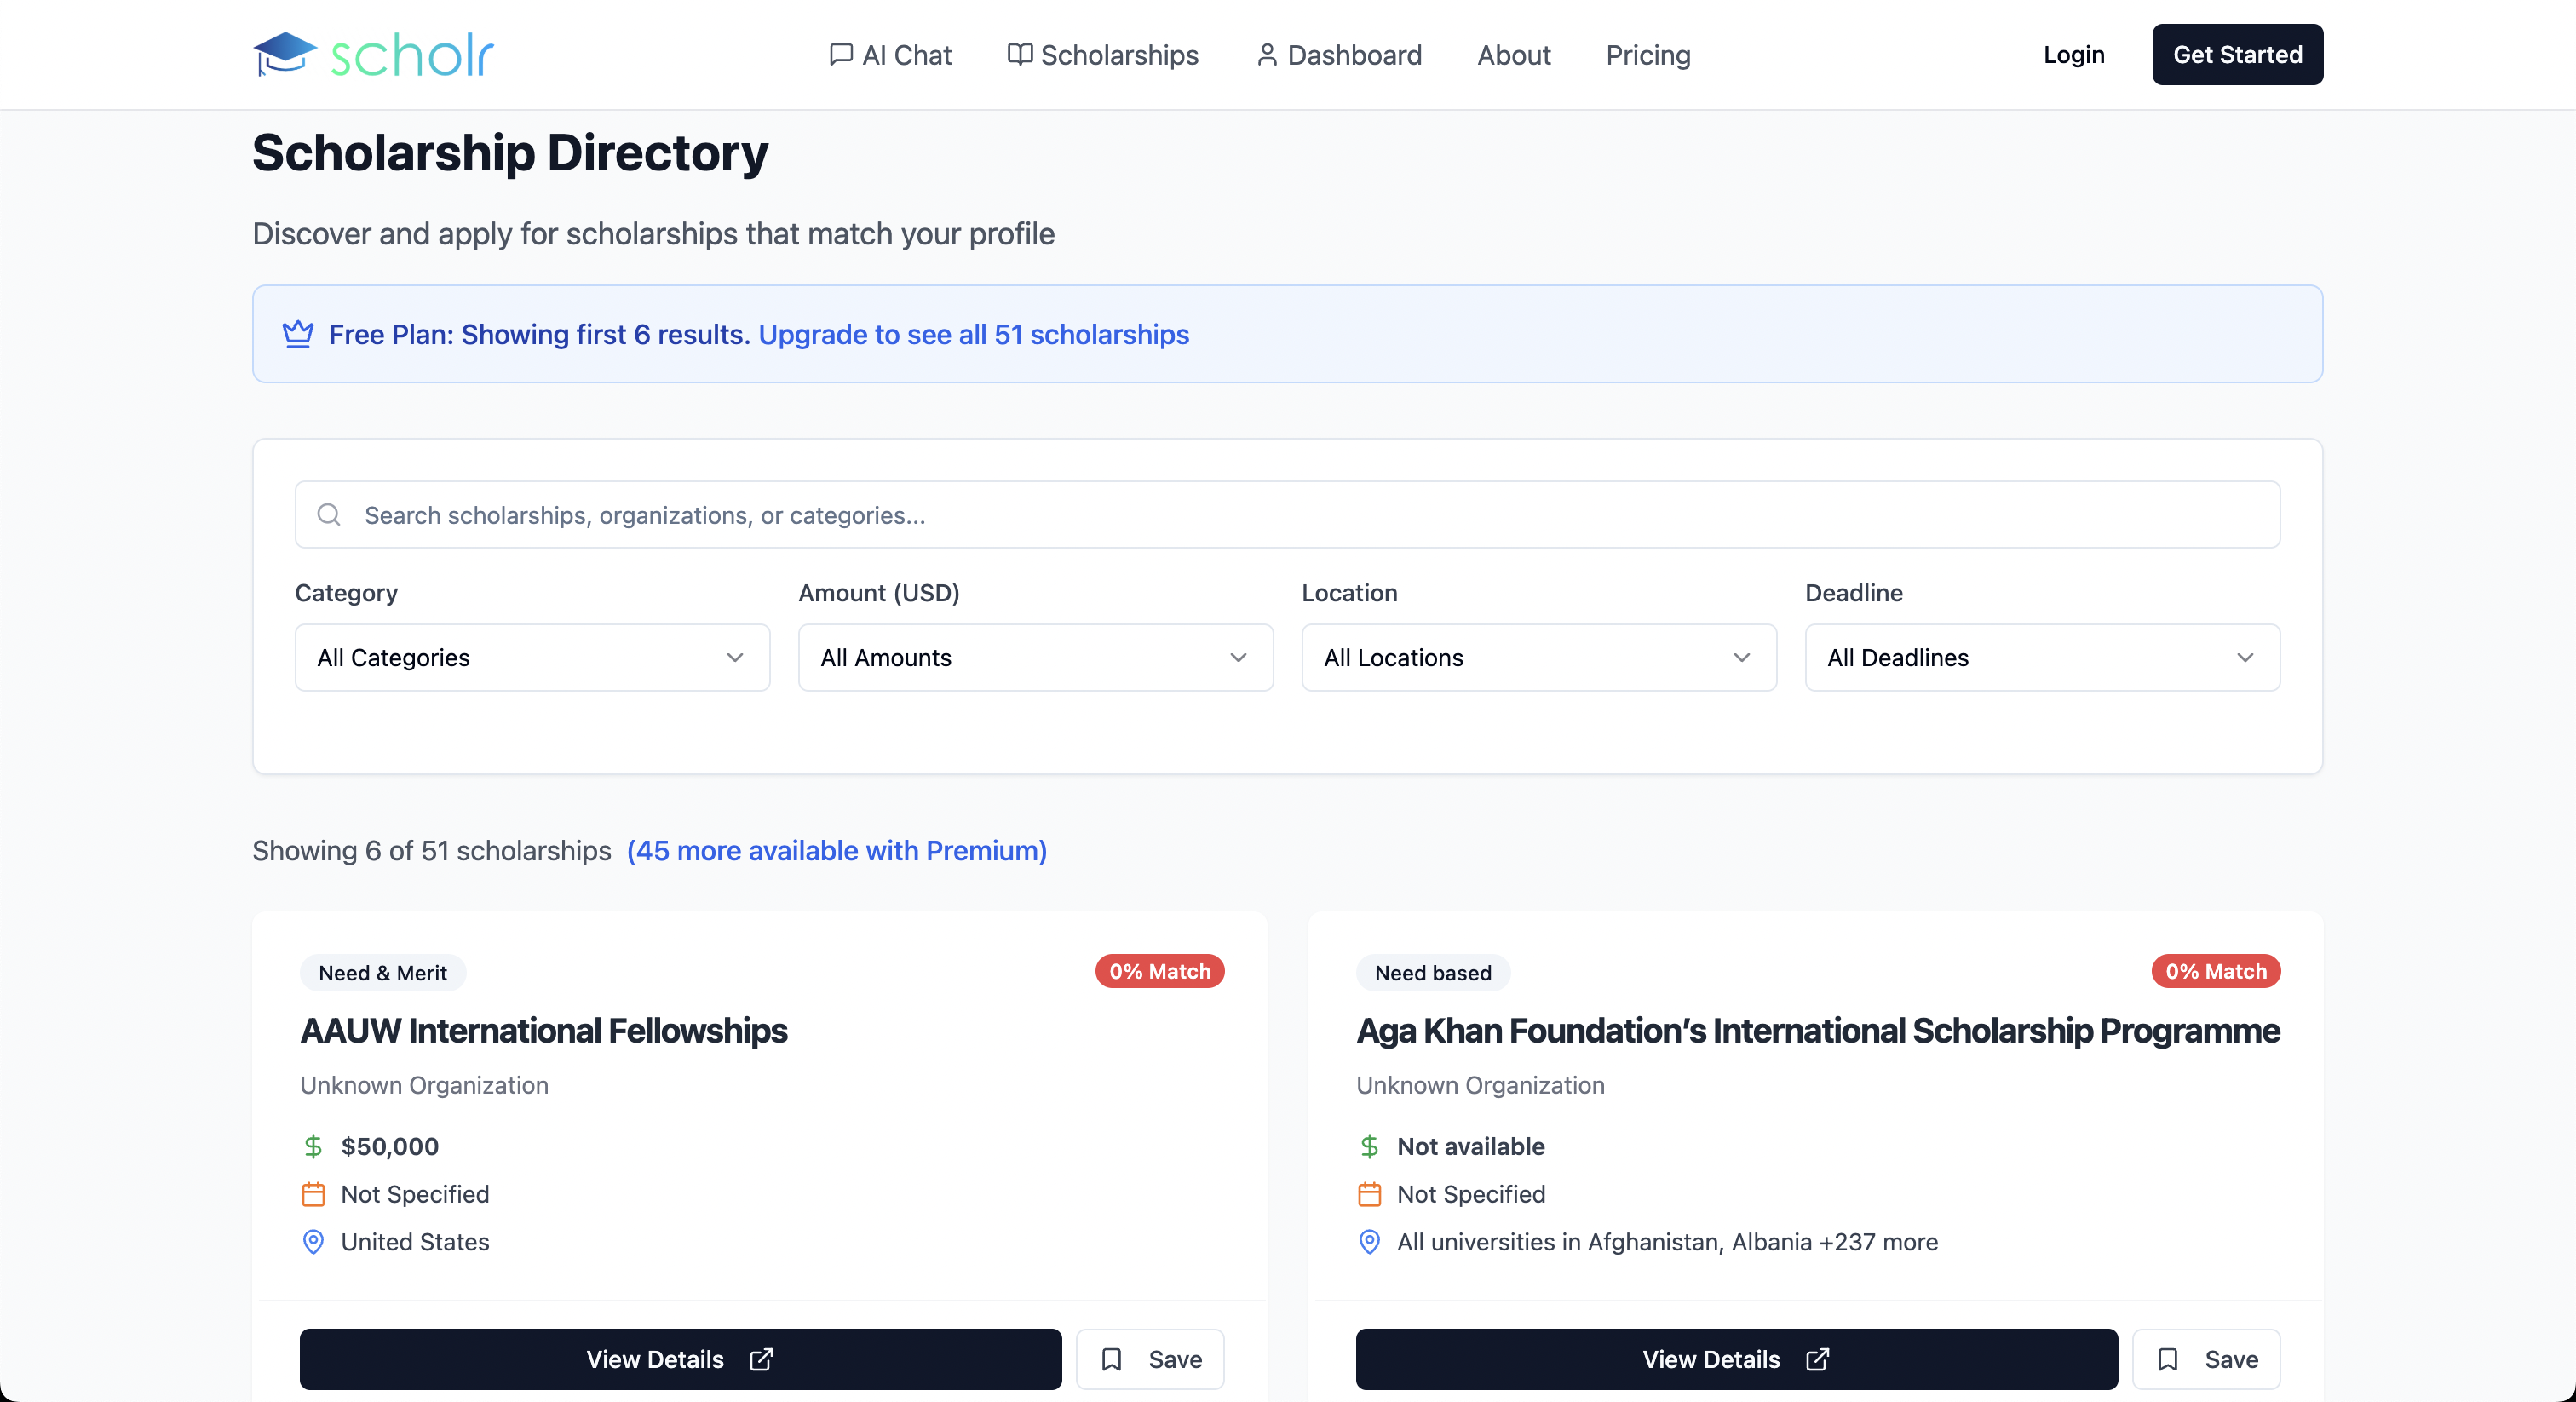 scholr
AI Chat
Scholarships
Dashboard
About
Pricing
Login
Get Started
Scholarship Directory
Discover and apply for scholarships that match your profile
Free Plan: Showing first 6 results. Upgrade to see all 51 scholarships
Search scholarships, organizations, or categories...
Category
Amount (USD)
Location
Deadline
All Categories
All Amounts
All Locations
All Deadlines
Showing 6 of 51 scholarships (45 more available with Premium)
Need & Merit
0% Match
AAUW International Fellowships
Unknown Organization
$50,000
Not Specified
United States
View Details
Save
Need based
0% Match
Aga Khan Foundation’s International Scholarship Programme
Unknown Organization
Not available
Not Specified
All universities in Afghanistan, Albania +237 more
View Details
Save